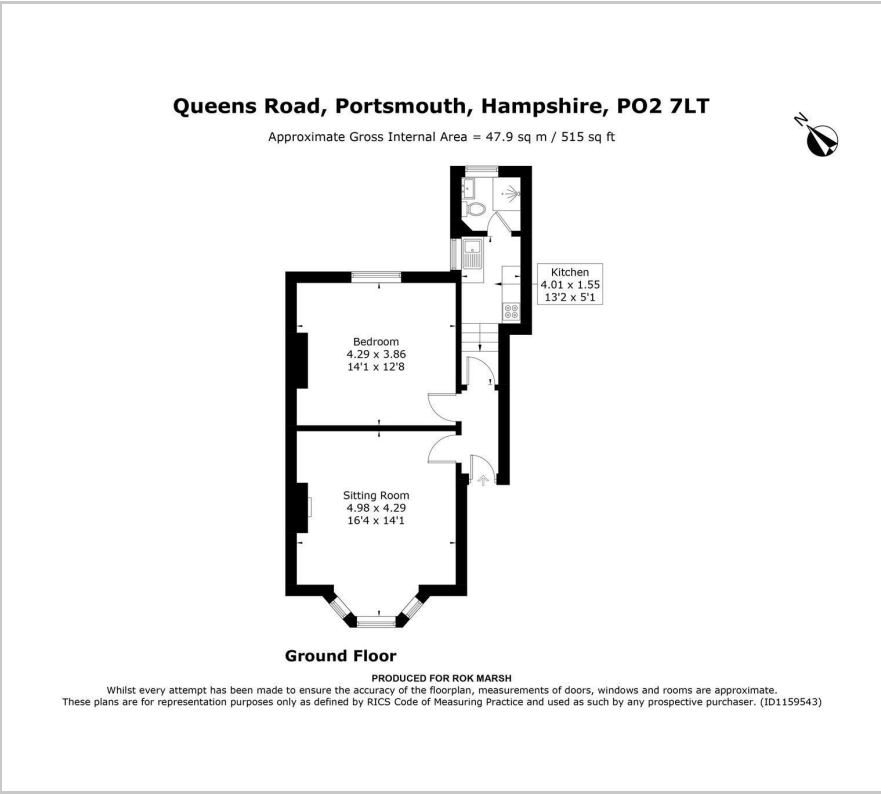 Queens Road, Portsmouth, Hampshire, PO2 7LT
Approximate Gross Internal Area = 47.9 sq m / 515 sq ft
N
Kitchen
4.01 x 1.55
13'2 x 5'1
Bedroom
4.29 x 3.86
14'1 x 12'8
Sitting Room
4.98 x 4.29
16'4 x 14'1
Ground Floor
PRODUCED FOR ROK MARSH
Whilst every attempt has been made to ensure the accuracy of the floorplan, measurements of doors, windows and rooms are approximate.
These plans are for representation purposes only as defined by RICS Code of Measuring Practice and used as such by any prospective purchaser. (ID1159543)